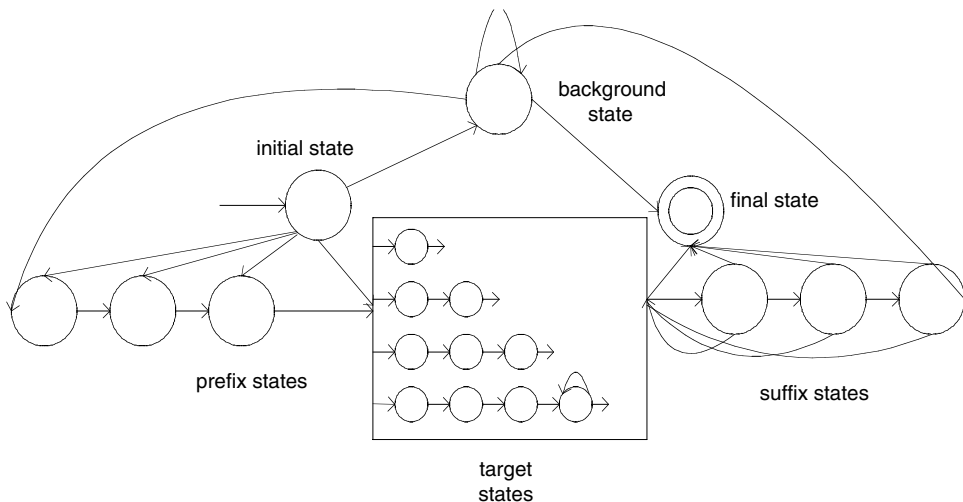 background
state
initial state
final state
prefix states
suffix states
target
states